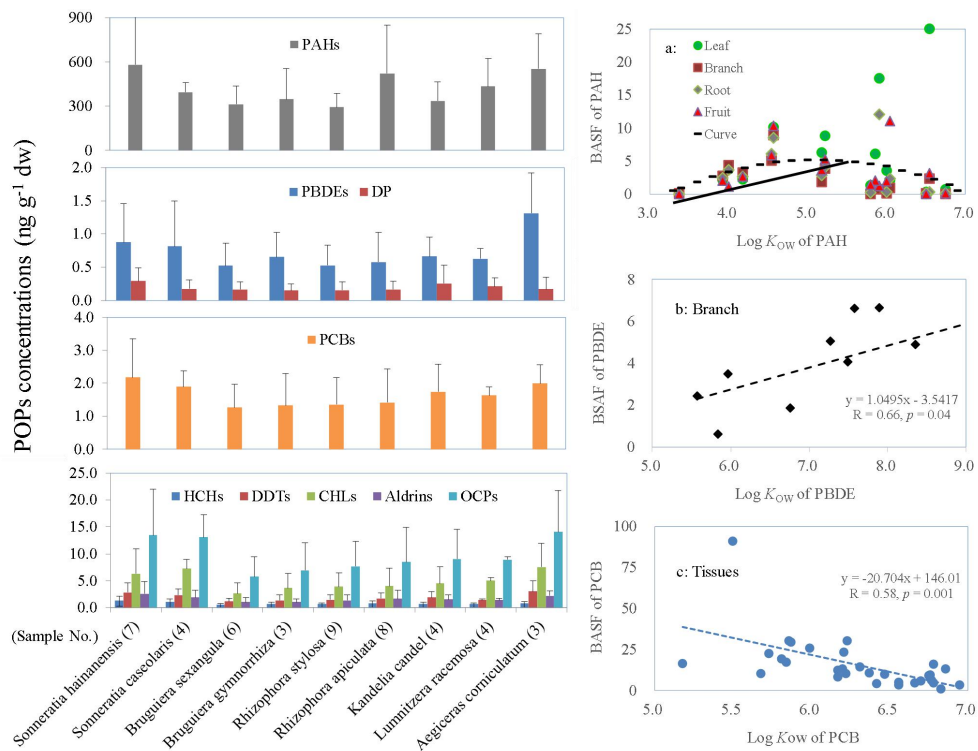 POPs concentrations (ng g⁻¹ dw)
900
600
300
PAHs
2.0
1.5
1.0
0.5
0.0
PBDEs
DP
4.0
3.0
2.0
1.0
0.0
PCBs
25.0
20.0
15.0
10.0
5.0
0.0
HCHs
DDTs
CHLs
Aldrins
OCPs
(Sample No.)
Sonneratia hainanensis (7)
Sonneratia caseolaris (4)
Bruguiera sexangula (6)
Bruguiera gymnorrhiza (3)
Rhizophora stylosa (9)
Rhizophora apiculata (8)
Kandelia candel (4)
Lumnitzera racemosa (4)
Aegiceras corniculatum (3)
a:
Leaf
Branch
Root
Fruit
Curve
BASF of PAH
25
20
15
10
5
0
3.0
4.0
5.0
6.0
7.0
Log KOW of PAH
b: Branch
BSAF of PBDE
8
6
4
2
0
y = 1.0495x - 3.5417
R = 0.66, p = 0.04
5.0
6.0
7.0
8.0
9.0
Log KOW of PBDE
c: Tissues
BASF of PCB
100
75
50
25
0
y = -20.704x + 146.01
R = 0.58, p = 0.001
5.0
5.5
6.0
6.5
7.0
Log Kow of PCB